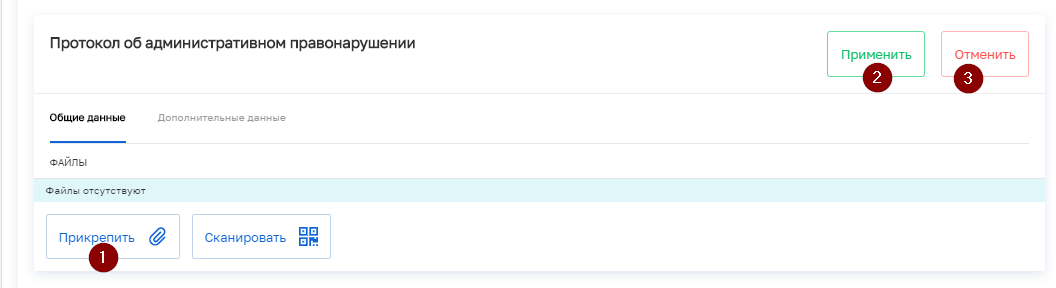 Протокол об административном правонарушении
Применить
Отменить
2
3
Общие данные
Дополнительные данные
ФАЙЛЫ
Файлы отсутствуют
Прикрепить
Сканировать
1